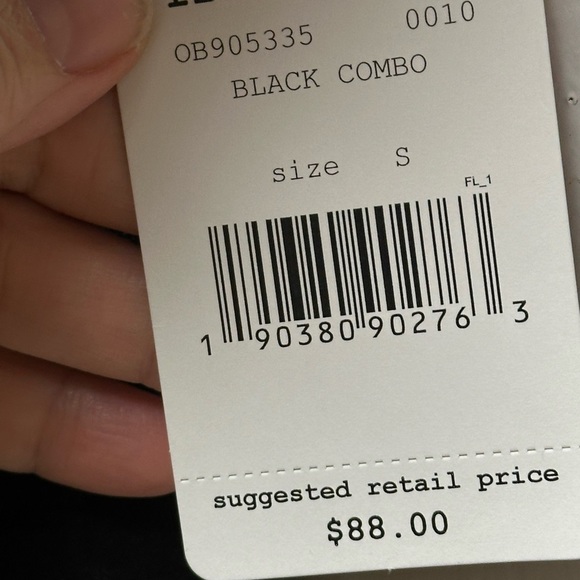 OB905335 0010
BLACK COMBO
size S
FL_1
1 90380 90276 3
suggested retail price
$88.00